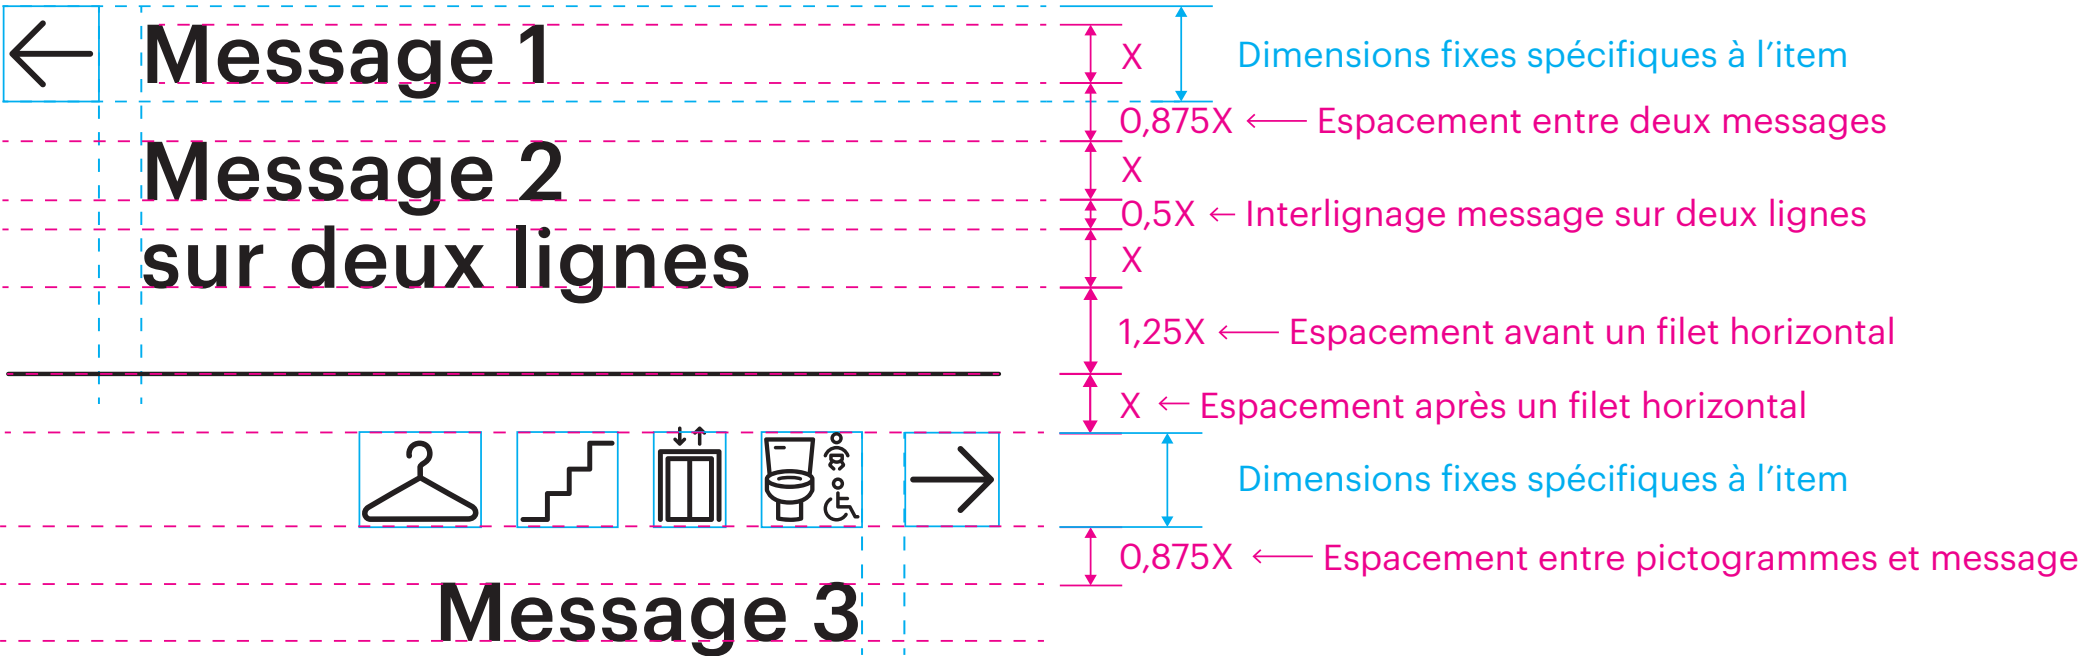 Message 1
X
Dimensions fixes spécifiques à l’item
0,875X ← Espacement entre deux messages
Message 2
X
0,5X ← Interlignage message sur deux lignes
sur deux lignes
X
1,25X ← Espacement avant un filet horizontal
X ← Espacement après un filet horizontal
Dimensions fixes spécifiques à l’item
0,875X ← Espacement entre pictogrammes et message
Message 3